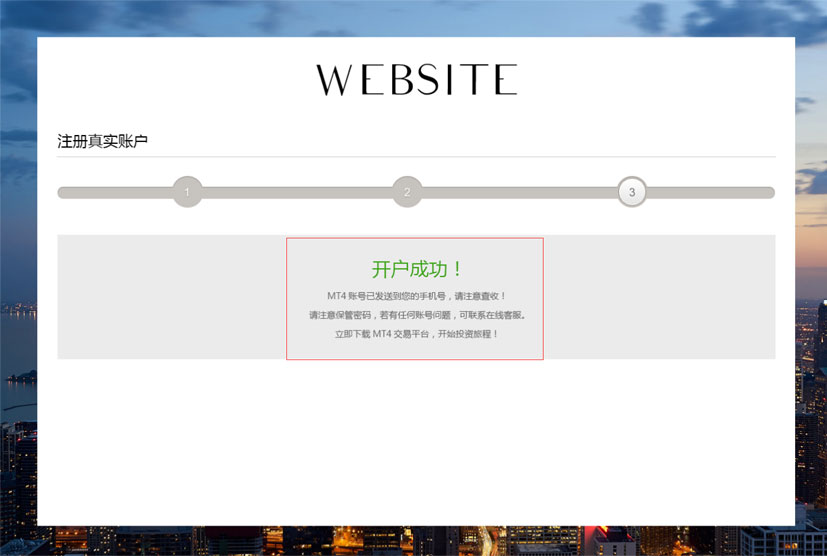 WEBSITE
注册真实账户
1 2 3
开户成功！
MT4 账号已发送到您的手机号，请注意查收！
请注意保管密码，若有任何账号问题，可联系在线客服。
立即下载 MT4 交易平台，开始投资旅程！